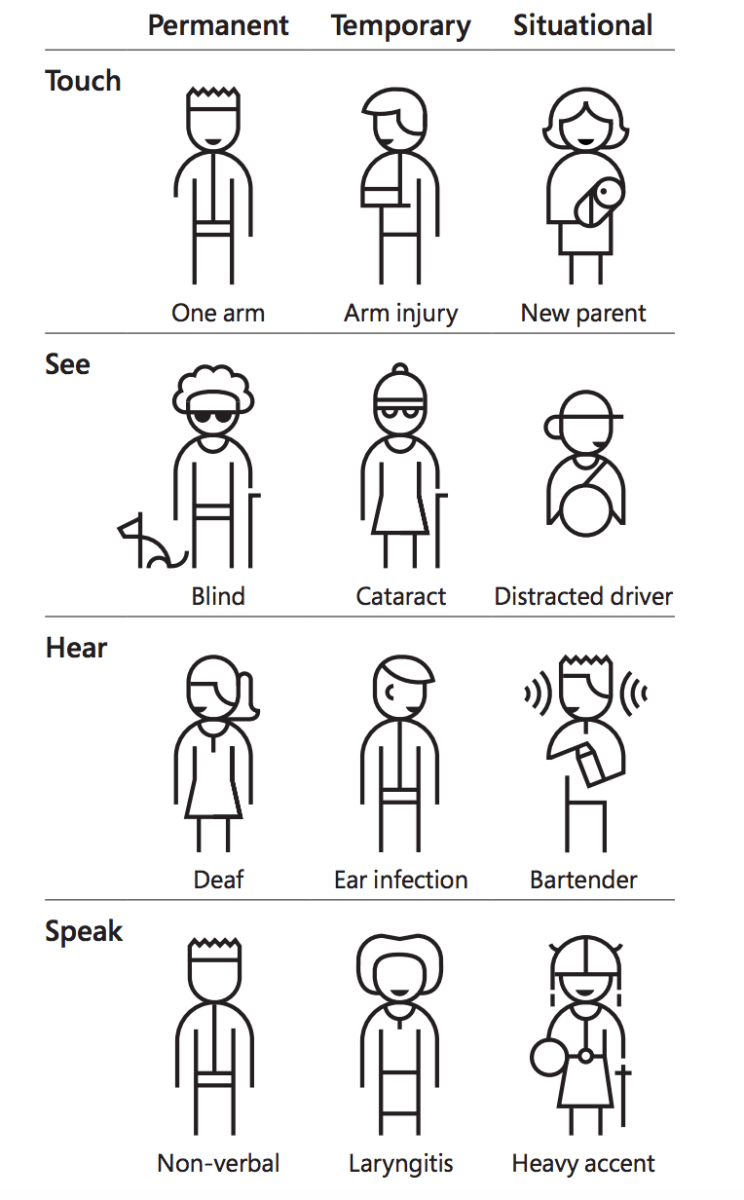 Permanent Temporary Situational
Touch
One arm Arm injury New parent
See
Blind Cataract Distracted driver
Hear
Deaf Ear infection Bartender
Speak
Non-verbal Laryngitis Heavy accent